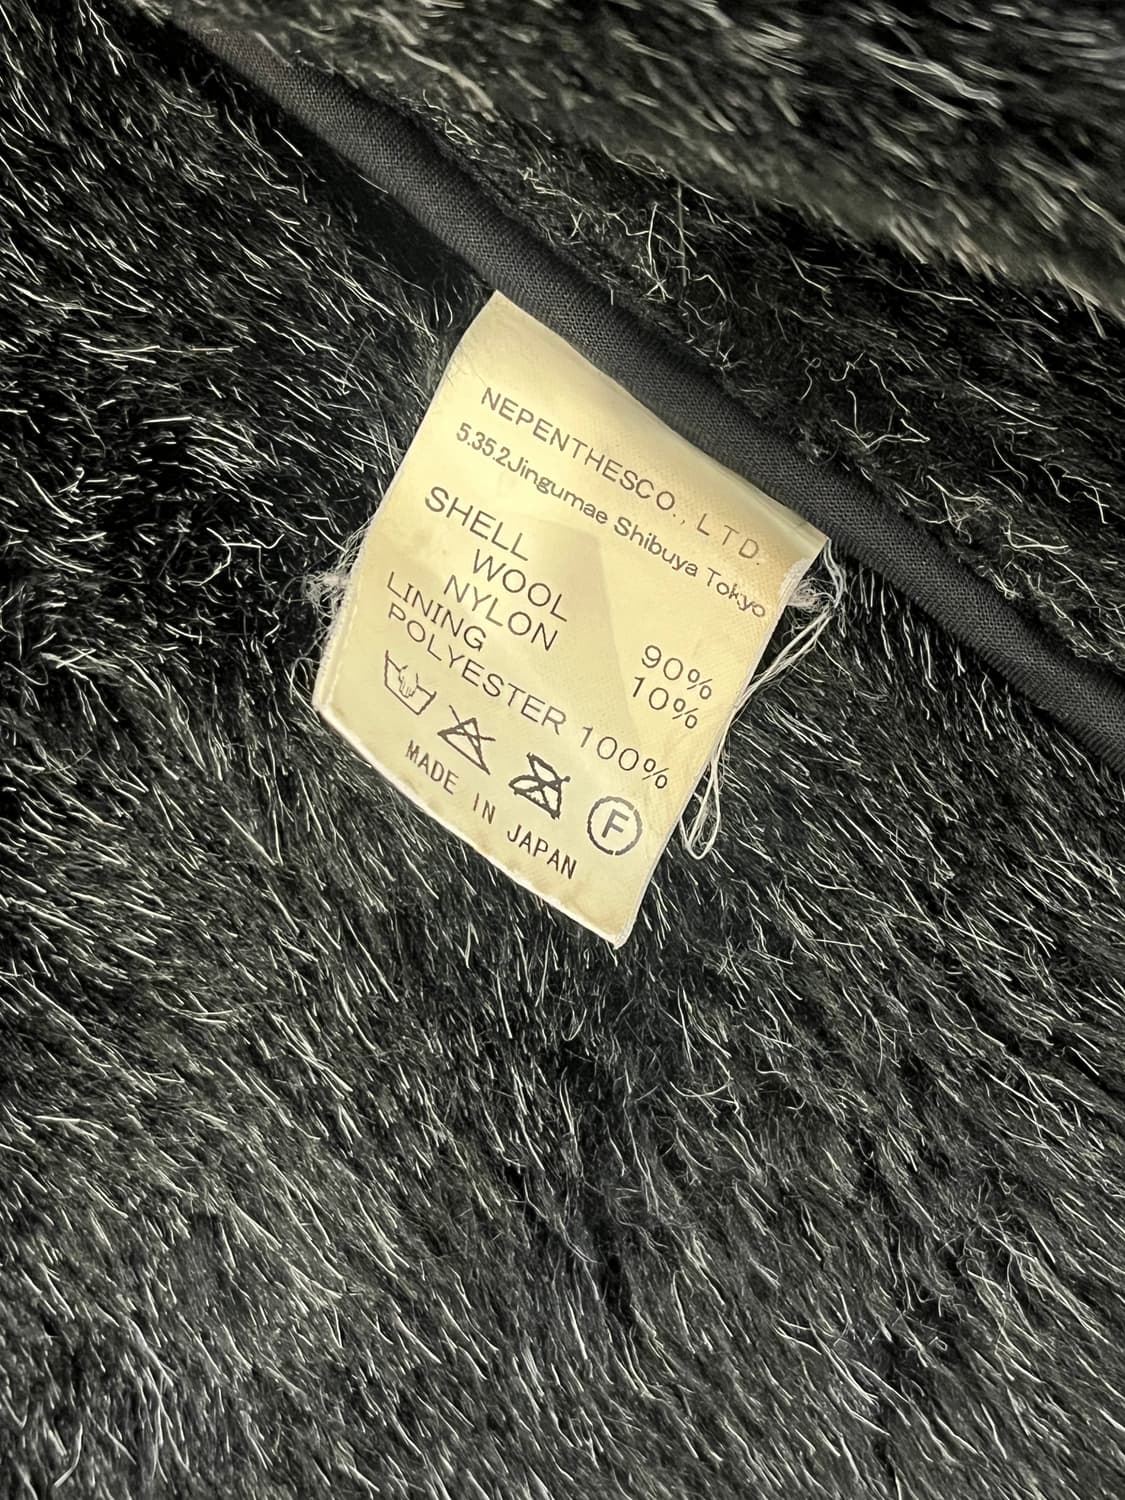 NEPENTHESCO., LTD.
5.35.2Jingumae Shibuya Tokyo
SHELL
WOOL 90%
NYLON 10%
LINING
POLYESTER 100%
F
MADE IN JAPAN